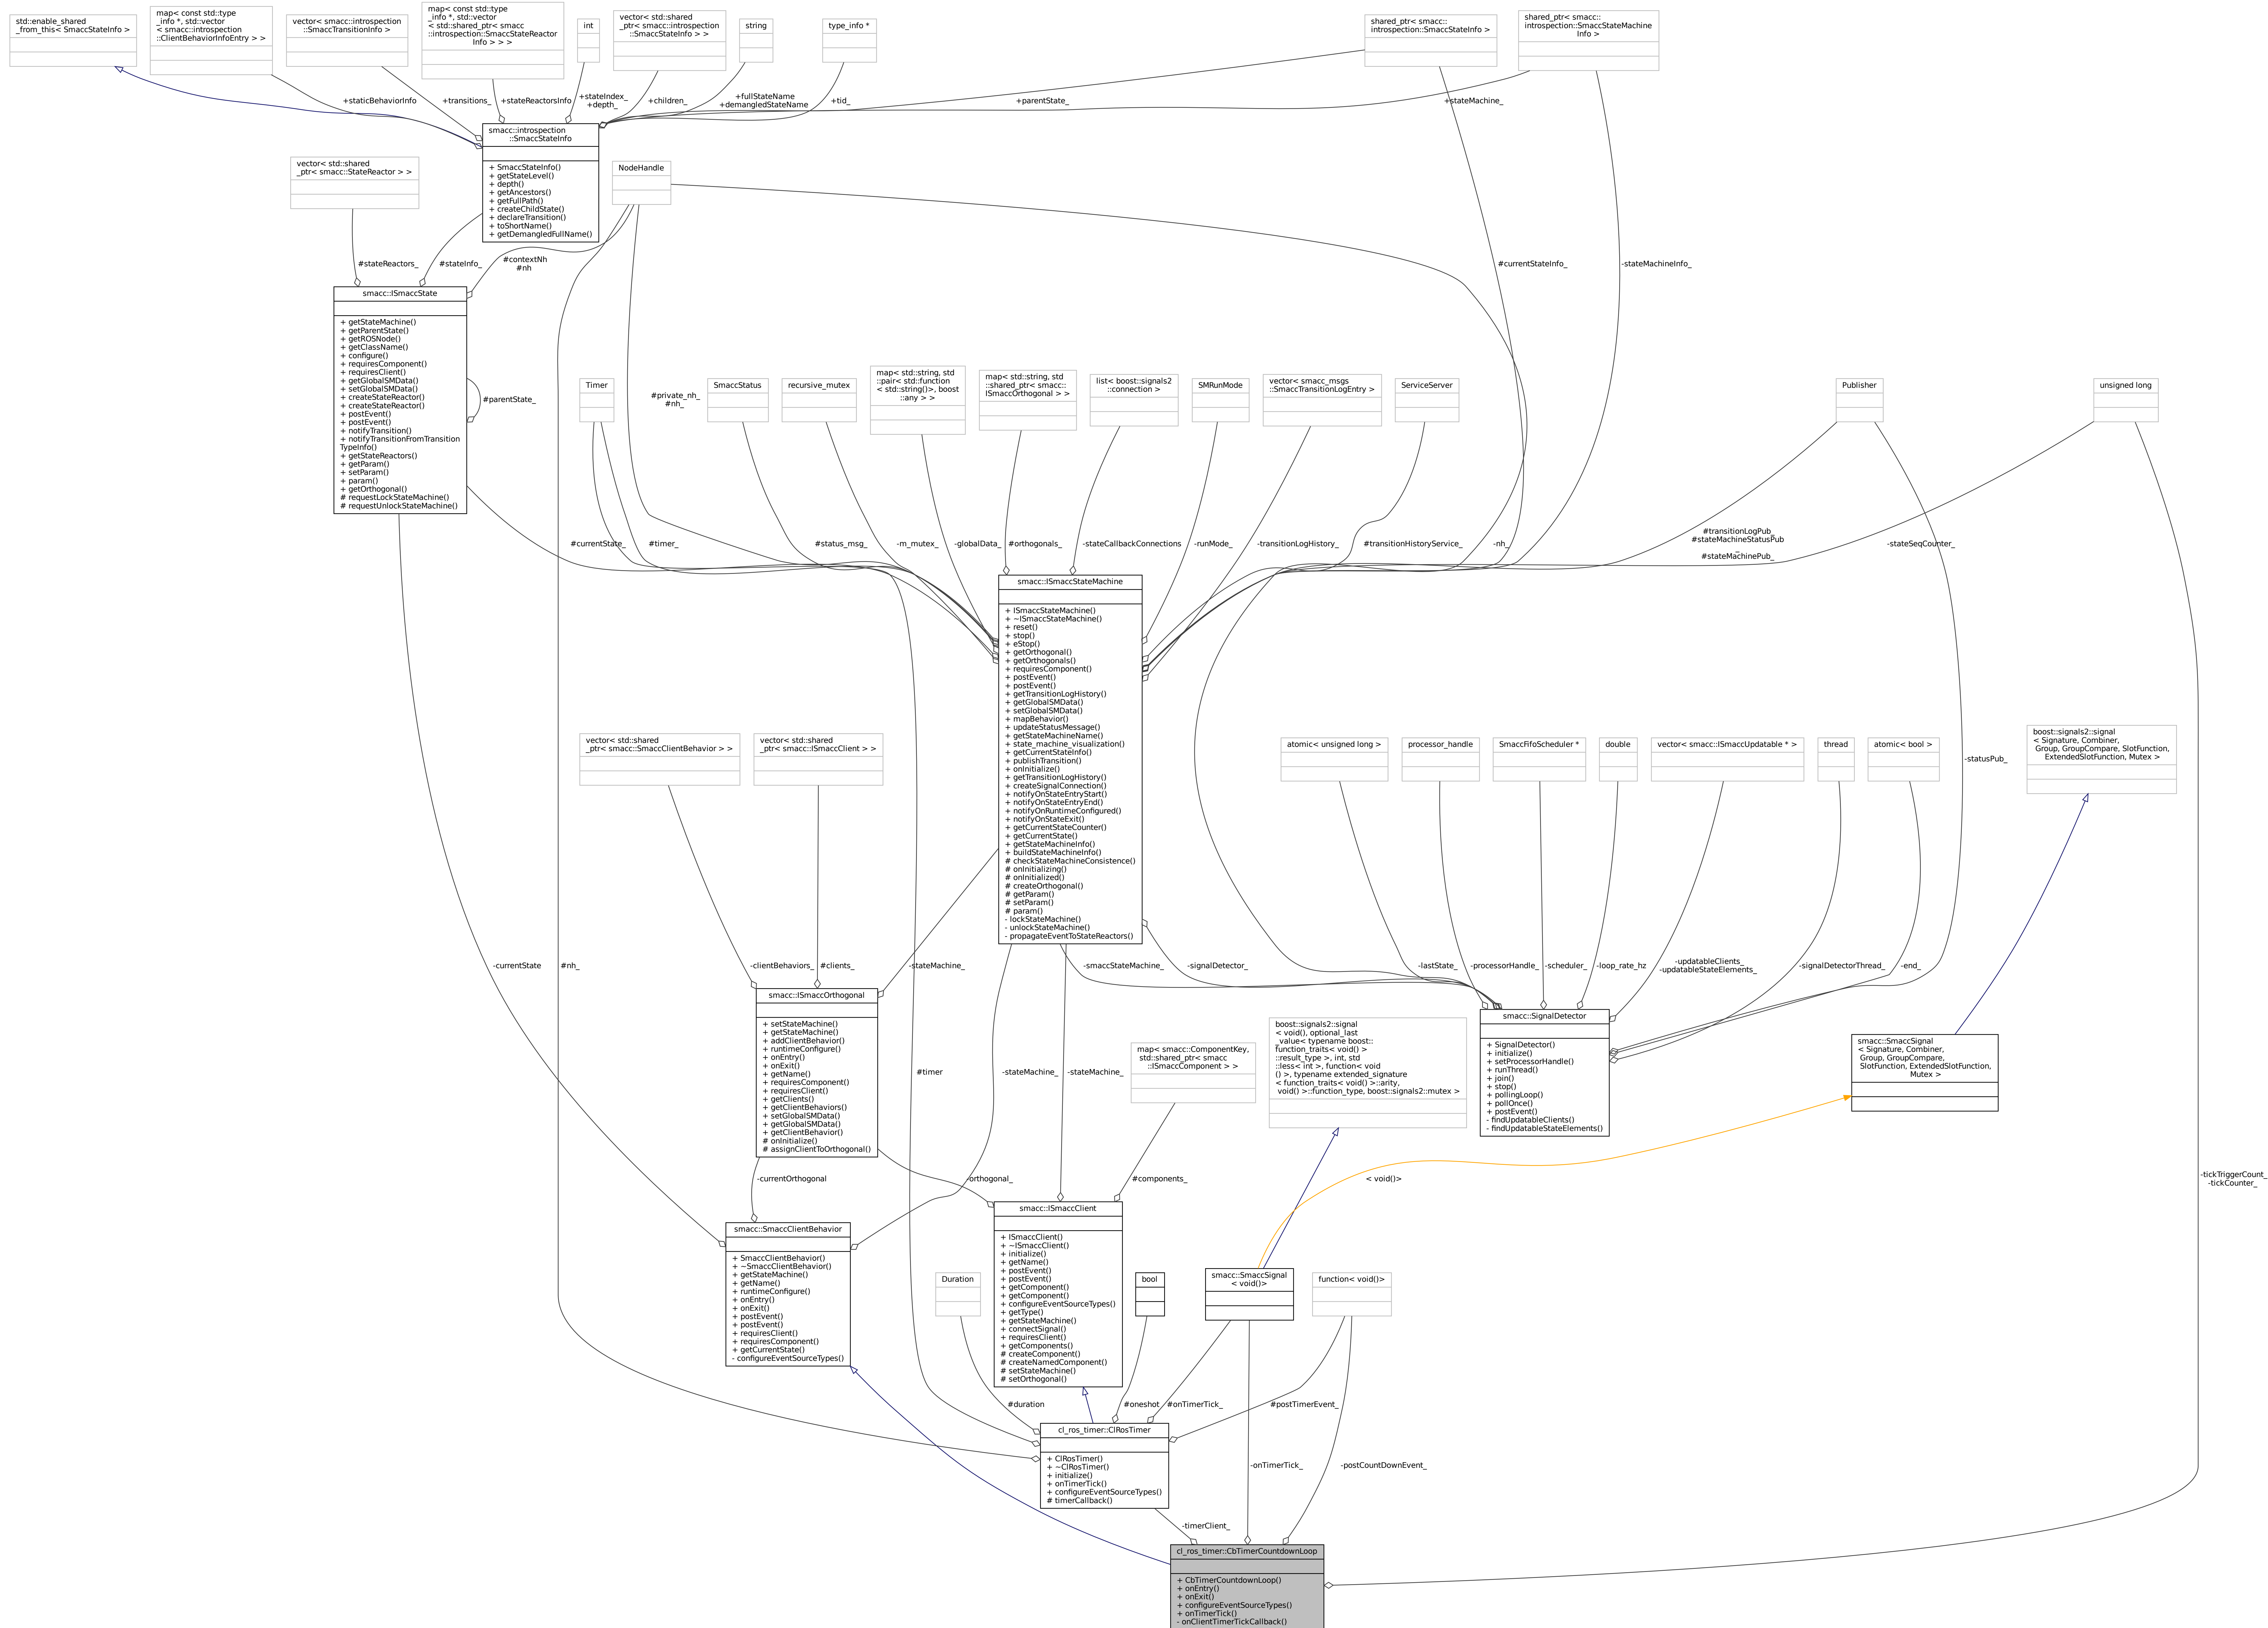 std::enable_shared
_from_this< SmaccStateInfo >
map< const std::type
_info *, std::vector
< smacc::introspection
::ClientBehaviorInfoEntry > >
vector< smacc::introspection
::SmaccTransitionInfo >
map< const std::type
_info *, std::vector
< std::shared_ptr< smacc
::introspection::SmaccStateReactor
Info > > >
int
vector< std::shared
_ptr< smacc::introspection
::SmaccStateInfo > >
string
type_info *
shared_ptr< smacc::
introspection::SmaccStateInfo >
shared_ptr< smacc::
introspection::SmaccStateMachine
Info >
+staticBehaviorInfo
+transitions_
+stateReactorsInfo
+stateIndex_
+depth_
+children_
+fullStateName
+demangledStateName
+tid_
+parentState_
+stateMachine_
smacc::introspection
::SmaccStateInfo
+ SmaccStateInfo()
+ getStateLevel()
+ depth()
+ getAncestors()
+ getFullPath()
+ createChildState()
+ declareTransition()
+ toShortName()
+ getDemangledFullName()
vector< std::shared
_ptr< smacc::StateReactor > >
NodeHandle
#stateReactors_
#stateInfo_
#contextNh
#nh
#currentStateInfo_
-stateMachineInfo_
smacc::ISmaccState
+ getStateMachine()
+ getParentState()
+ getROSNode()
+ getClassName()
+ configure()
+ requiresComponent()
+ requiresClient()
+ getGlobalSMData()
+ setGlobalSMData()
+ createStateReactor()
+ createStateReactor()
+ postEvent()
+ postEvent()
+ notifyTransition()
+ notifyTransitionFromTransition
TypeInfo()
+ getStateReactors()
+ getParam()
+ setParam()
+ param()
+ getOrthogonal()
# requestLockStateMachine()
# requestUnlockStateMachine()
#parentState_
Timer
#private_nh_
#nh_
SmaccStatus
recursive_mutex
map< std::string, std
::pair< std::function
< std::string()>, boost
::any > >
map< std::string, std
::shared_ptr< smacc::
ISmaccOrthogonal > >
list< boost::signals2
::connection >
SMRunMode
vector< smacc_msgs
::SmaccTransitionLogEntry >
ServiceServer
Publisher
unsigned long
#currentState_
#timer_
#status_msg_
-m_mutex_
-globalData_
#orthogonals_
-stateCallbackConnections
-runMode_
-transitionLogHistory_
#transitionHistoryService_
-nh_
#transitionLogPub_
#stateMachineStatusPub
_
#stateMachinePub_
-stateSeqCounter_
smacc::ISmaccStateMachine
+ ISmaccStateMachine()
+ ~ISmaccStateMachine()
+ reset()
+ stop()
+ eStop()
+ getOrthogonal()
+ getOrthogonals()
+ requiresComponent()
+ postEvent()
+ postEvent()
+ getTransitionLogHistory()
+ getGlobalSMData()
+ setGlobalSMData()
+ mapBehavior()
+ updateStatusMessage()
+ getStateMachineName()
+ state_machine_visualization()
+ getCurrentStateInfo()
+ publishTransition()
+ onInitialize()
+ getTransitionLogHistory()
+ createSignalConnection()
+ notifyOnStateEntryStart()
+ notifyOnStateEntryEnd()
+ notifyOnRuntimeConfigured()
+ notifyOnStateExit()
+ getCurrentStateCounter()
+ getCurrentState()
+ getStateMachineInfo()
+ buildStateMachineInfo()
# checkStateMachineConsistence()
# onInitializing()
# onInitialized()
# createOrthogonal()
# getParam()
# setParam()
# param()
- lockStateMachine()
- unlockStateMachine()
- propagateEventToStateReactors()
vector< std::shared
_ptr< smacc::SmaccClientBehavior > >
vector< std::shared
_ptr< smacc::ISmaccClient > >
atomic< unsigned long >
processor_handle
SmaccFifoScheduler *
double
vector< smacc::ISmaccUpdatable * >
thread
atomic< bool >
-statusPub_
boost::signals2::signal
< Signature, Combiner,
Group, GroupCompare, SlotFunction,
ExtendedSlotFunction, Mutex >
-currentState
#nh_
-clientBehaviors_
#clients_
-stateMachine_
-smaccStateMachine_
-signalDetector_
-lastState_
-processorHandle_
-scheduler_
-loop_rate_hz
-updatableClients_
-updatableStateElements_
-signalDetectorThread_
-end_
smacc::ISmaccOrthogonal
+ setStateMachine()
+ getStateMachine()
+ addClientBehavior()
+ runtimeConfigure()
+ onEntry()
+ onExit()
+ getName()
+ requiresComponent()
+ requiresClient()
+ getClients()
+ getClientBehaviors()
+ setGlobalSMData()
+ getGlobalSMData()
+ getClientBehavior()
# onInitialize()
# assignClientToOrthogonal()
#timer
-stateMachine_
-stateMachine_
map< smacc::ComponentKey,
std::shared_ptr< smacc
::ISmaccComponent > >
boost::signals2::signal
< void(), optional_last
_value< typename boost::
function_traits< void() >
::result_type >, int, std
::less< int >, function< void
() >, typename extended_signature
< function_traits< void() >::arity,
void() >::function_type, boost::signals2::mutex >
smacc::SignalDetector
+ SignalDetector()
+ initialize()
+ setProcessorHandle()
+ runThread()
+ join()
+ stop()
+ pollingLoop()
+ pollOnce()
+ postEvent()
- findUpdatableClients()
- findUpdatableStateElements()
smacc::SmaccSignal
< Signature, Combiner,
Group, GroupCompare,
SlotFunction, ExtendedSlotFunction,
Mutex >
-currentOrthogonal
-orthogonal_
#components_
< void()>
-tickTriggerCount_
-tickCounter_
smacc::SmaccClientBehavior
+ SmaccClientBehavior()
+ ~SmaccClientBehavior()
+ getStateMachine()
+ getName()
+ runtimeConfigure()
+ onEntry()
+ onExit()
+ postEvent()
+ postEvent()
+ requiresClient()
+ requiresComponent()
+ getCurrentState()
- configureEventSourceTypes()
smacc::ISmaccClient
+ ISmaccClient()
+ ~ISmaccClient()
+ initialize()
+ getName()
+ postEvent()
+ postEvent()
+ getComponent()
+ getComponent()
+ configureEventSourceTypes()
+ getType()
+ getStateMachine()
+ connectSignal()
+ requiresClient()
+ getComponents()
# createComponent()
# createNamedComponent()
# setStateMachine()
# setOrthogonal()
Duration
bool
smacc::SmaccSignal
< void()>
function< void()>
#duration
#oneshot
#onTimerTick_
#postTimerEvent_
cl_ros_timer::ClRosTimer
+ ClRosTimer()
+ ~ClRosTimer()
+ initialize()
+ onTimerTick()
+ configureEventSourceTypes()
# timerCallback()
-onTimerTick_
-postCountDownEvent_
-timerClient_
cl_ros_timer::CbTimerCountdownLoop
+ CbTimerCountdownLoop()
+ onEntry()
+ onExit()
+ configureEventSourceTypes()
+ onTimerTick()
- onClientTimerTickCallback()